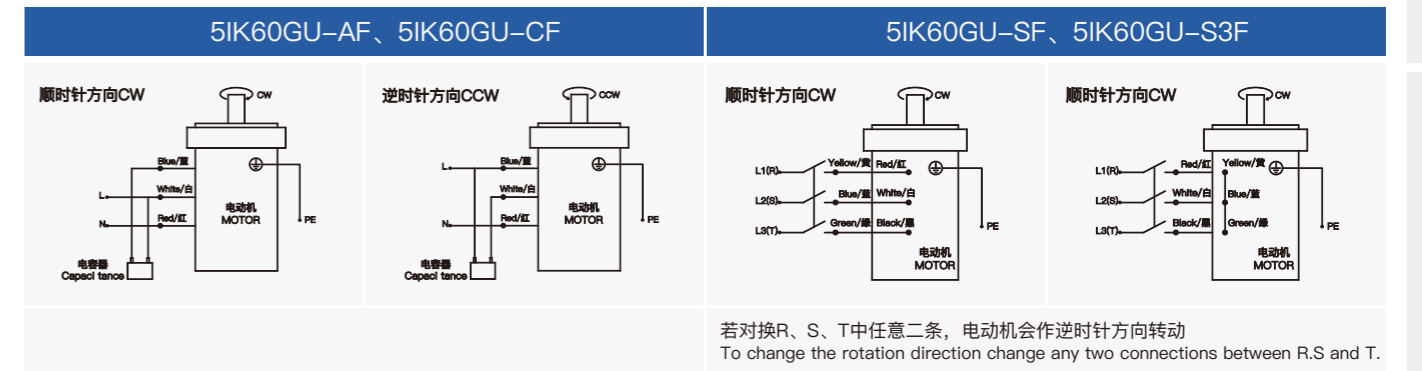 5IK60GU-AF、5IK60GU-CF
5IK60GU-SF、5IK60GU-S3F
顺时针方向CW
CW
Blue/蓝
L
White/白
N
Red/红
电动机
MOTOR
PE
电容器
Capaci tance
逆时针方向CCW
CCW
L
Blue/蓝
White/白
N
Red/红
电动机
MOTOR
PE
电容器
Capaci tance
顺时针方向CW
CW
L1(R) Yellow/黄 Red/红
L2(S) Blue/蓝 White/白
L3(T) Green/绿 Black/黑
PE
电动机
MOTOR
顺时针方向CW
CW
L1(R) Red/红 Yellow/黄
L2(S) White/白 Blue/蓝
L3(T) Black/黑 Green/绿
PE
电动机
MOTOR
若对换R、S、T中任意二条，电动机会作逆时针方向转动
To change the rotation direction change any two connections between R.S and T.